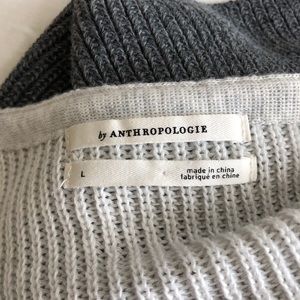 by ANTHROPOLOGIE
L
made in china
fabriqué en chine